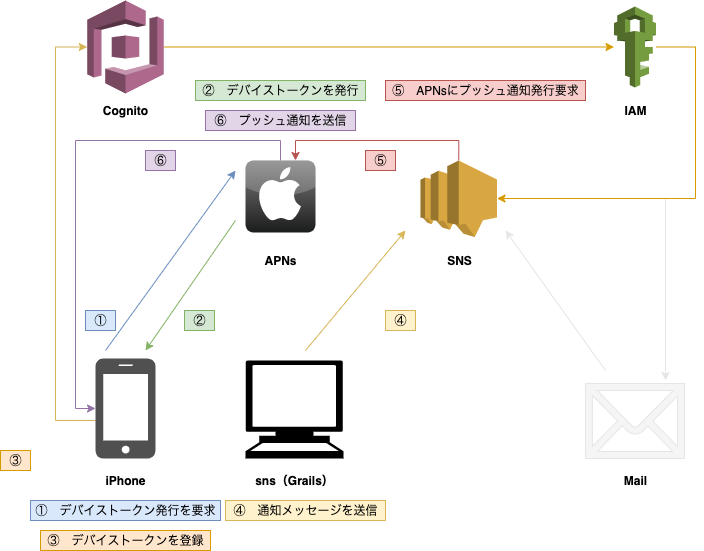 Cognito
IAM
② デバイストークンを発行
⑤ APNsにプッシュ通知発行要求
⑥ プッシュ通知を送信
⑥
⑤
APNs
SNS
①
②
④
③
iPhone
sns（Grails）
Mail
① デバイストークン発行を要求
④ 通知メッセージを送信
③ デバイストークンを登録